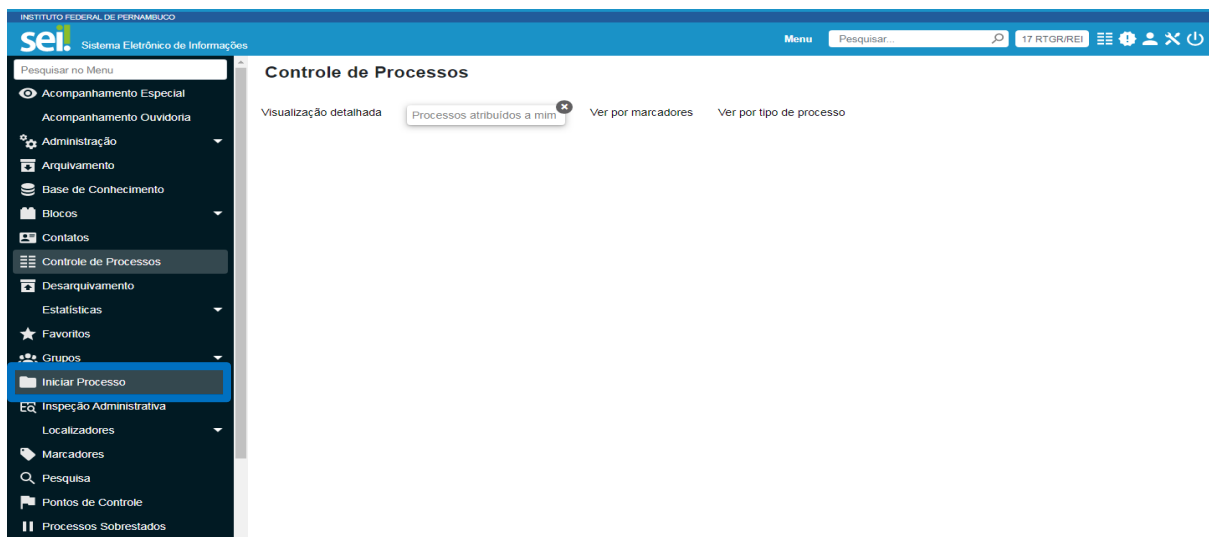 INSTITUTO FEDERAL DE PERNAMBUCO
sei! Sistema Eletrônico de Informações
Menu Pesquisar... 17 RTGR/REI
Pesquisar no Menu
Acompanhamento Especial
Acompanhamento Ouvidoria
Administração
Arquivamento
Base de Conhecimento
Blocos
Contatos
Controle de Processos
Desarquivamento
Estatísticas
Favoritos
Grupos
Iniciar Processo
Inspeção Administrativa
Localizadores
Marcadores
Pesquisa
Pontos de Controle
Processos Sobrestados
Controle de Processos
Visualização detalhada Processos atribuídos a mim Ver por marcadores Ver por tipo de processo